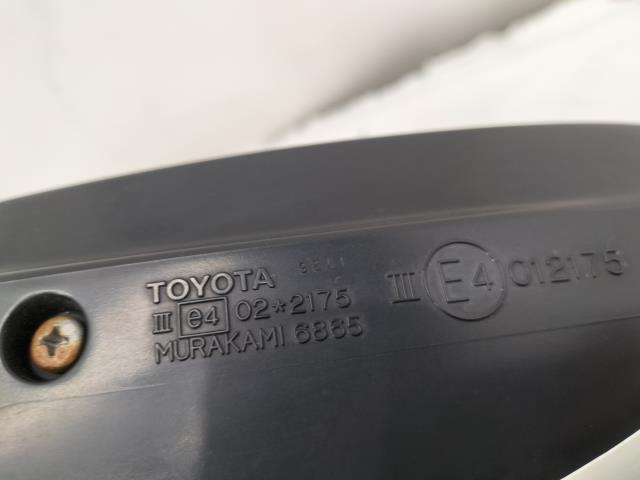 TOYOTA
III e4 02*2175
MURAKAMI 6865
III E4 012175